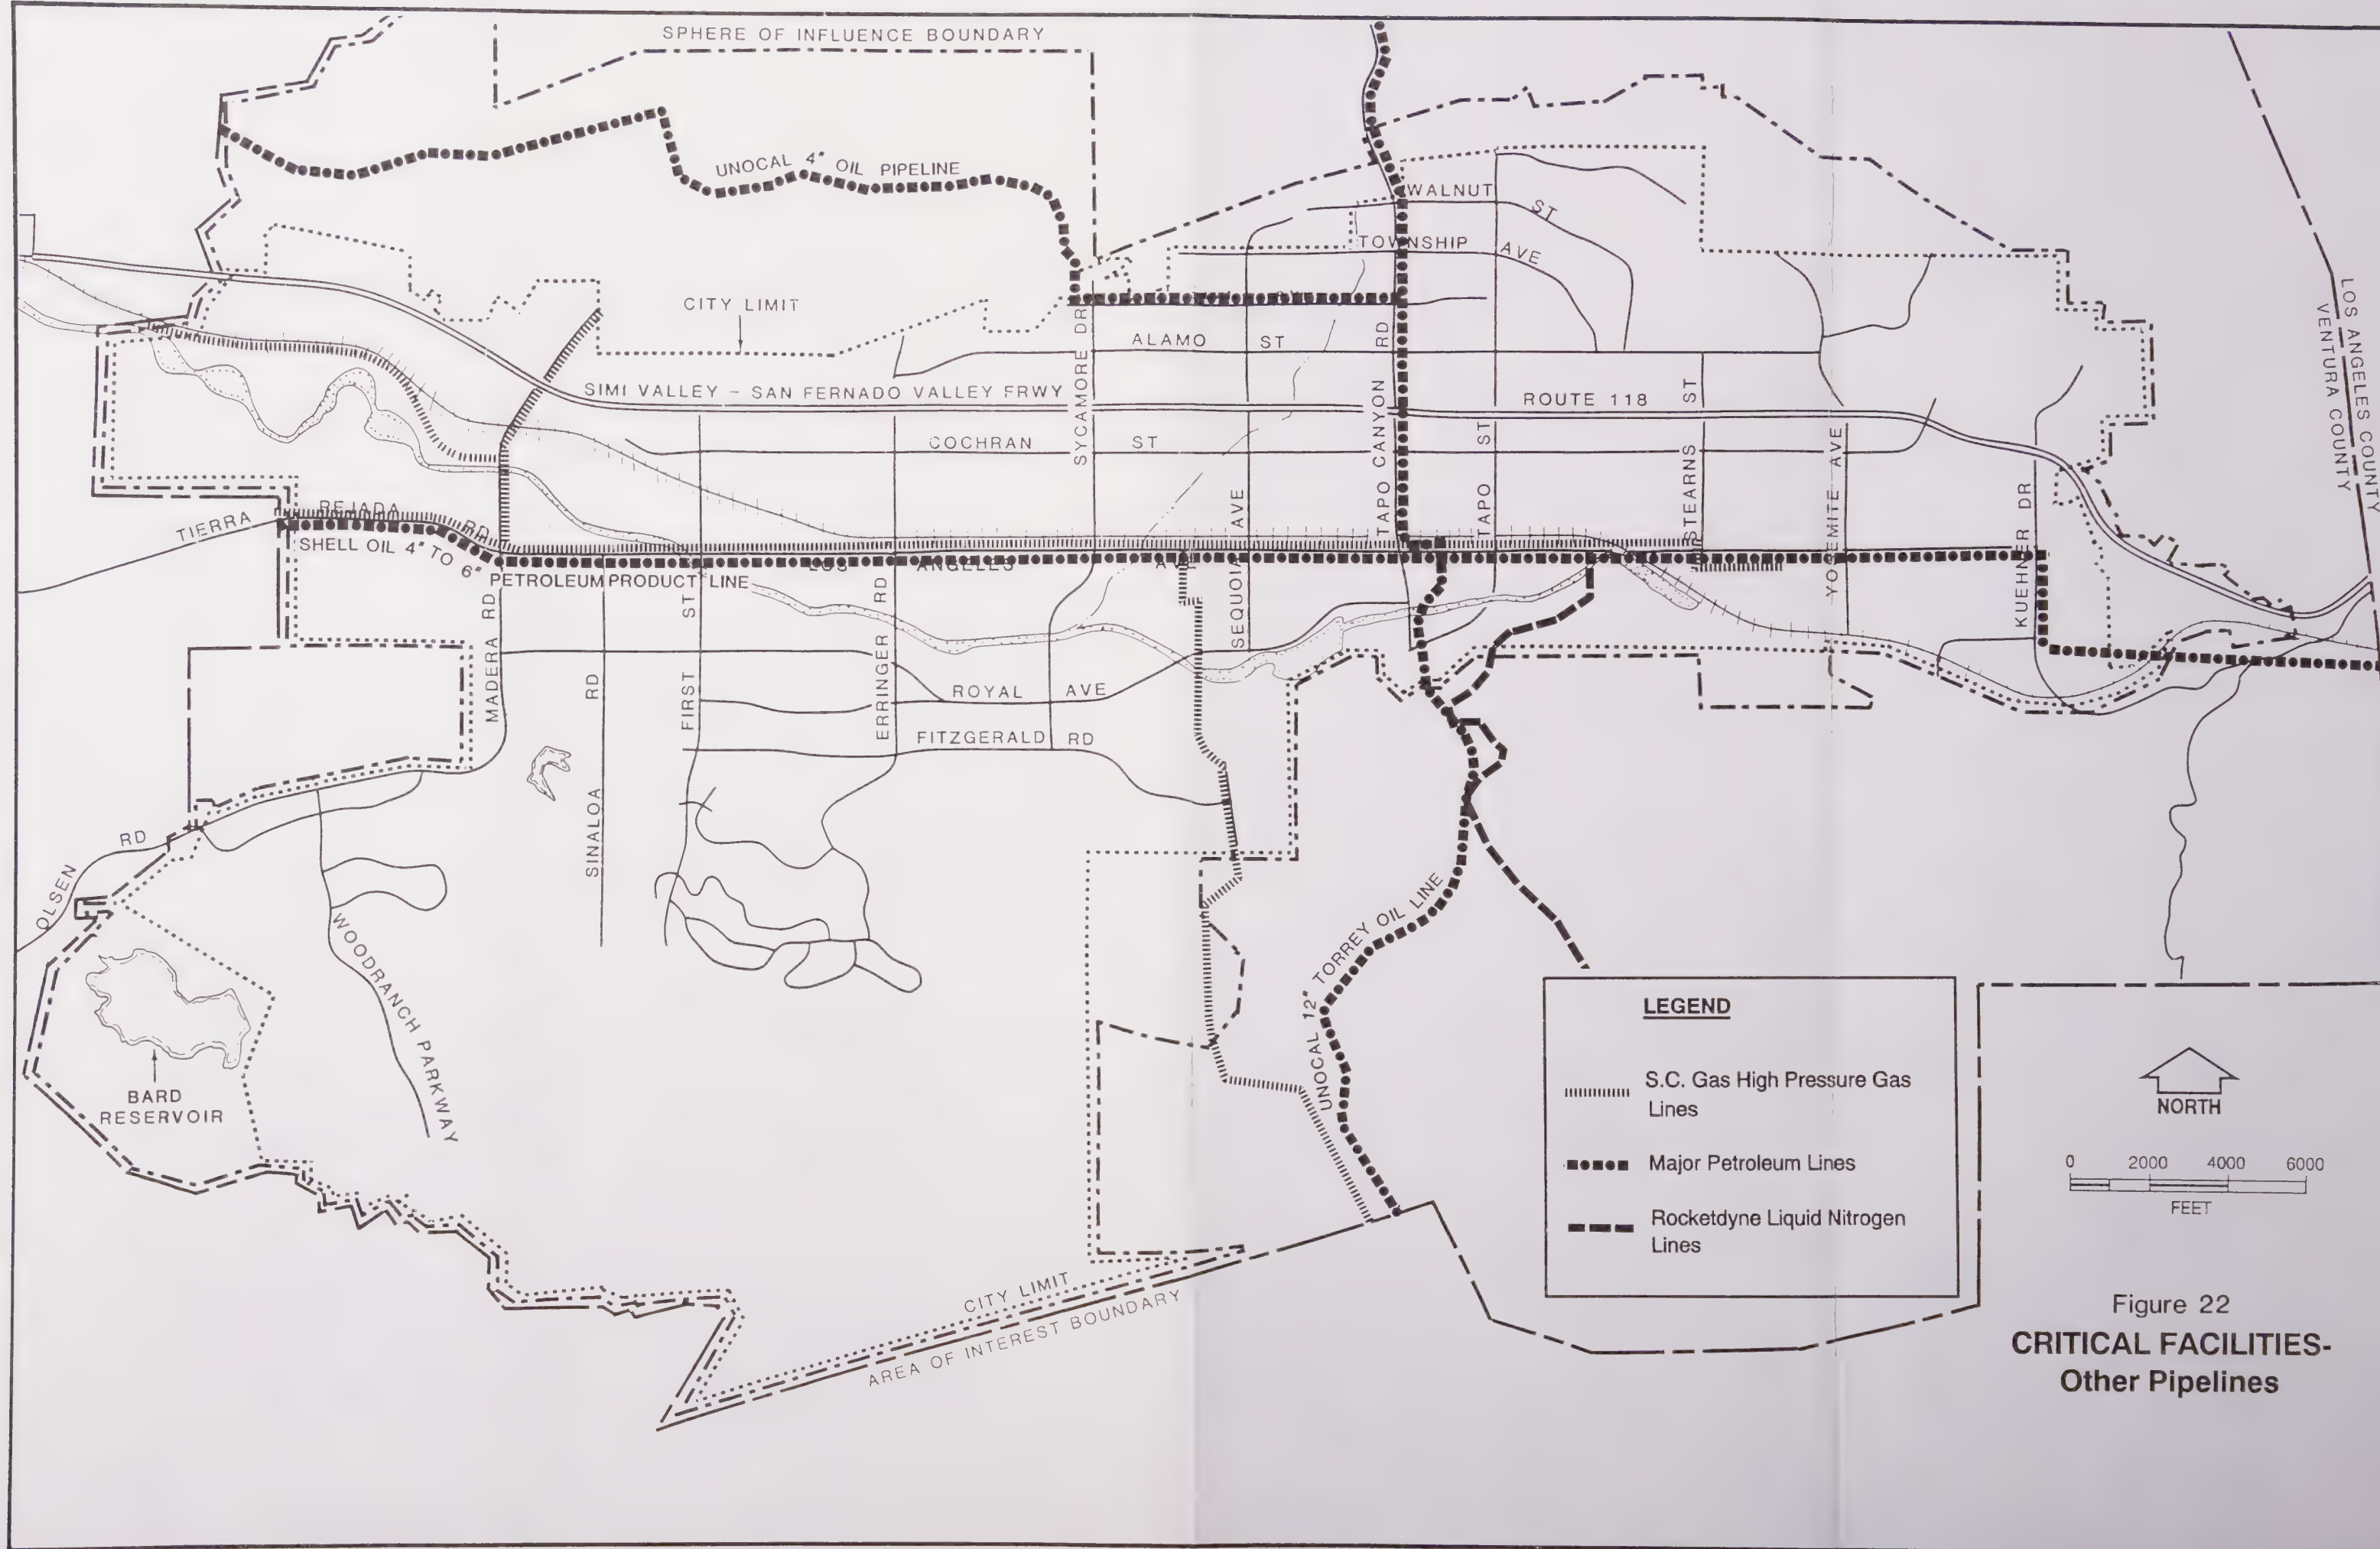 SPHERE OF INFLUENCE BOUNDARY
UNOCAL 4" OIL PIPELINE
WALNUT
ST
TOWNSHIP AVE
LOS ANGELES COUNTY
VENTURA COUNTY
CITY LIMIT
ALAMO ST
SIMI VALLEY - SAN FERNADO VALLEY FRWY
ROUTE 118
COCHRAN ST
SYCAMORE DR
TAPO CANYON RD
TAPO ST
STEARNS ST
YOSEMITE AVE
KUEHNER DR
SEQUOIA AVE
TIERRA REJADA RD
SHELL OIL 4" TO 6" PETROLEUM PRODUCT LINE
LOS ANGELES AVE
MADERA RD
SINALOA RD
FIRST ST
ERRINGER RD
ROYAL AVE
FITZGERALD RD
OLSEN RD
WOODRANCH PARKWAY
BARD
RESERVOIR
UNOCAL 12" TORREY OIL LINE
CITY LIMIT
AREA OF INTEREST BOUNDARY
LEGEND
S.C. Gas High Pressure Gas
Lines
Major Petroleum Lines
Rocketdyne Liquid Nitrogen
Lines
NORTH
0 2000 4000 6000
FEET
Figure 22
CRITICAL FACILITIES-
Other Pipelines